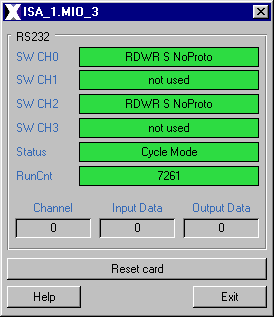 ISA_1.MIO_3
RS232
SW CH0 RDWR S NoProto
SW CH1 not used
SW CH2 RDWR S NoProto
SW CH3 not used
Status Cycle Mode
RunCnt 7261
Channel Input Data Output Data
0 0 0
Reset card
Help Exit